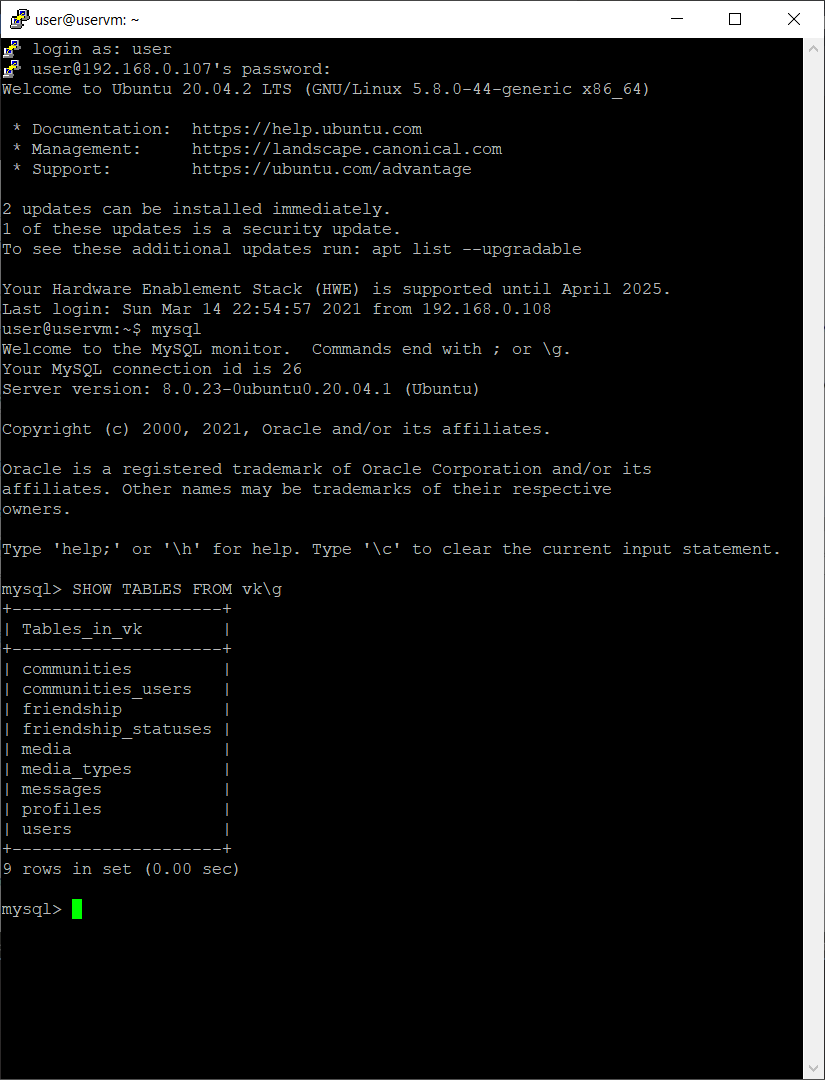 user@uservm: ~
login as: user
user@192.168.0.107's password:
Welcome to Ubuntu 20.04.2 LTS (GNU/Linux 5.8.0-44-generic x86_64)

 * Documentation:  https://help.ubuntu.com
 * Management:     https://landscape.canonical.com
 * Support:        https://ubuntu.com/advantage

2 updates can be installed immediately.
1 of these updates is a security update.
To see these additional updates run: apt list --upgradable

Your Hardware Enablement Stack (HWE) is supported until April 2025.
Last login: Sun Mar 14 22:54:57 2021 from 192.168.0.108
user@uservm:~$ mysql
Welcome to the MySQL monitor.  Commands end with ; or \g.
Your MySQL connection id is 26
Server version: 8.0.23-0ubuntu0.20.04.1 (Ubuntu)

Copyright (c) 2000, 2021, Oracle and/or its affiliates.

Oracle is a registered trademark of Oracle Corporation and/or its
affiliates. Other names may be trademarks of their respective
owners.

Type 'help;' or '\h' for help. Type '\c' to clear the current input statement.

mysql> SHOW TABLES FROM vk\g
+---------------------+
| Tables_in_vk        |
+---------------------+
| communities         |
| communities_users   |
| friendship          |
| friendship_statuses |
| media               |
| media_types         |
| messages            |
| profiles            |
| users               |
+---------------------+
9 rows in set (0.00 sec)

mysql>